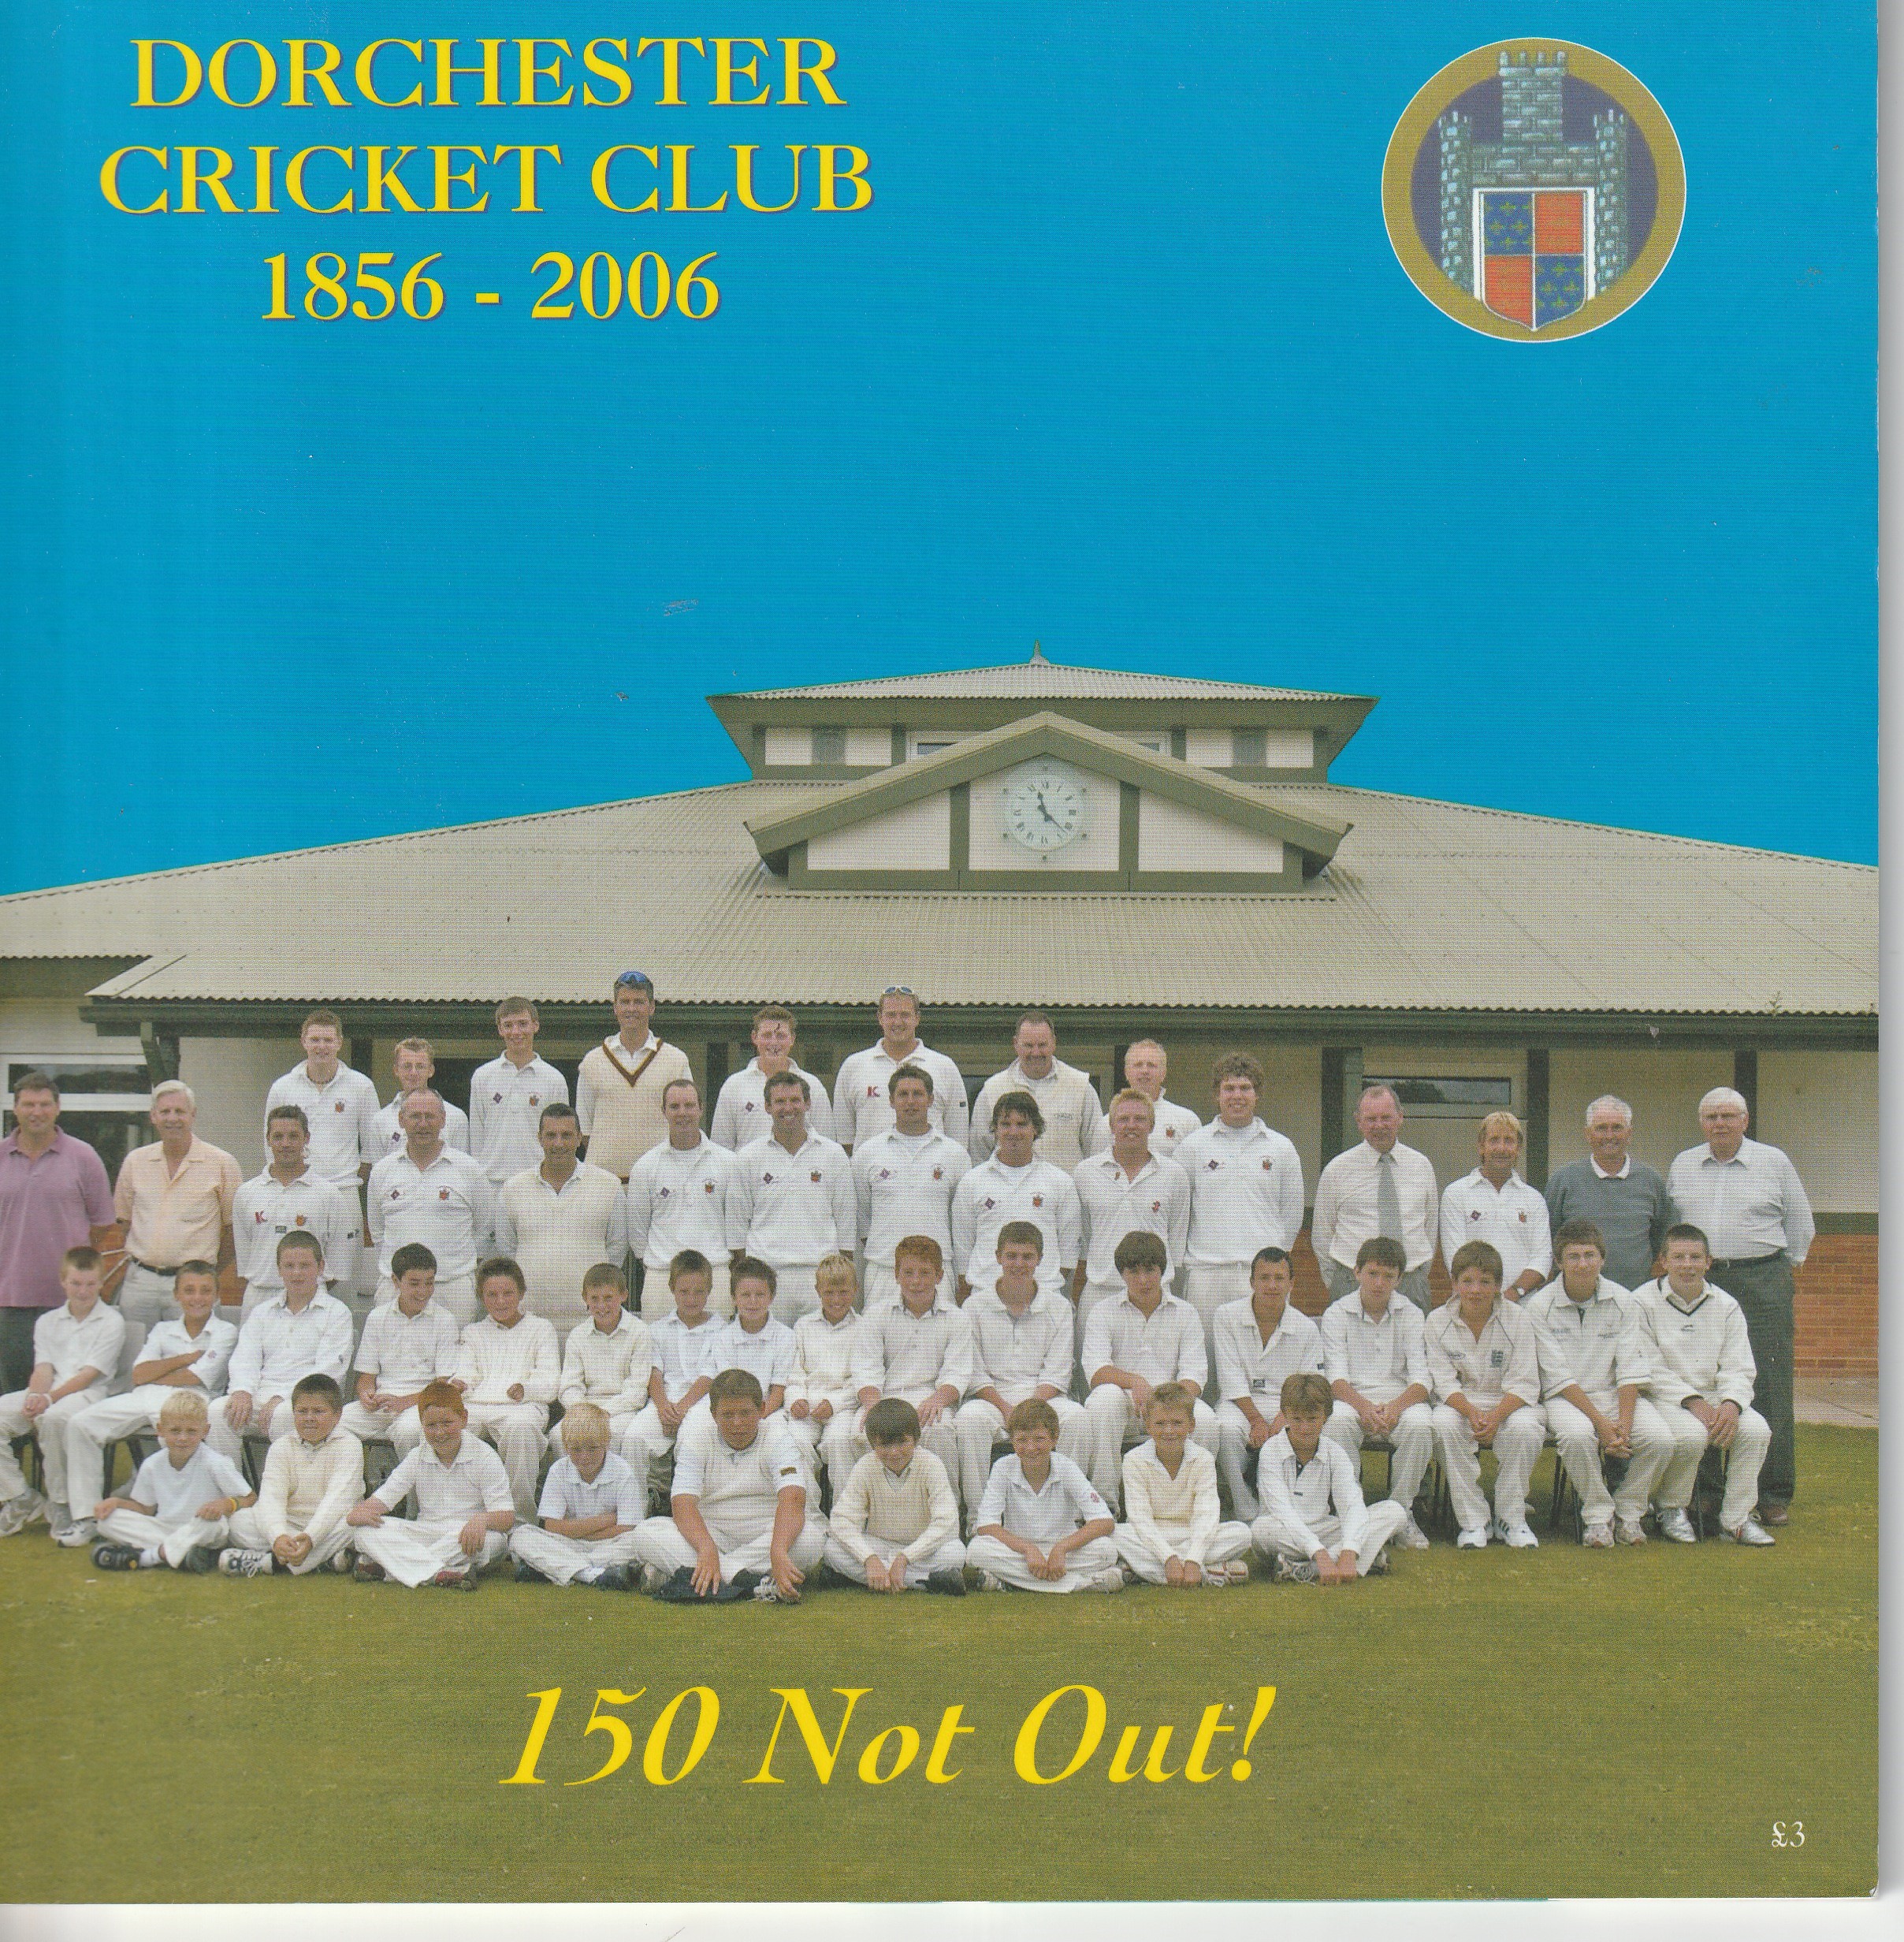 DORCHESTER
CRICKET CLUB
1856 - 2006
150 Not Out!
£3